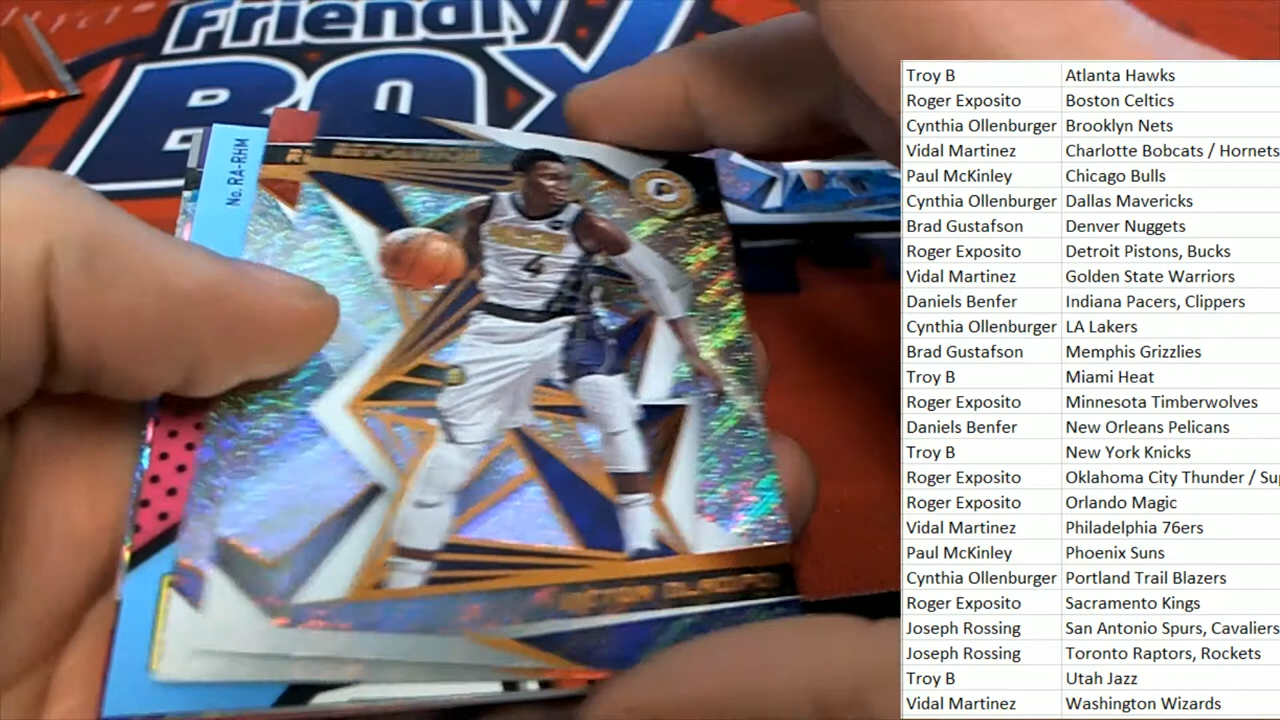 Friendly
BOX
No. RA-RHM
4
Troy B Atlanta Hawks
Roger Exposito Boston Celtics
Cynthia Ollenburger Brooklyn Nets
Vidal Martinez Charlotte Bobcats / Hornets
Paul McKinley Chicago Bulls
Cynthia Ollenburger Dallas Mavericks
Brad Gustafson Denver Nuggets
Roger Exposito Detroit Pistons, Bucks
Vidal Martinez Golden State Warriors
Daniels Benfer Indiana Pacers, Clippers
Cynthia Ollenburger LA Lakers
Brad Gustafson Memphis Grizzlies
Troy B Miami Heat
Roger Exposito Minnesota Timberwolves
Daniels Benfer New Orleans Pelicans
Troy B New York Knicks
Roger Exposito Oklahoma City Thunder / Su
Roger Exposito Orlando Magic
Vidal Martinez Philadelphia 76ers
Paul McKinley Phoenix Suns
Cynthia Ollenburger Portland Trail Blazers
Roger Exposito Sacramento Kings
Joseph Rossing San Antonio Spurs, Cavaliers
Joseph Rossing Toronto Raptors, Rockets
Troy B Utah Jazz
Vidal Martinez Washington Wizards